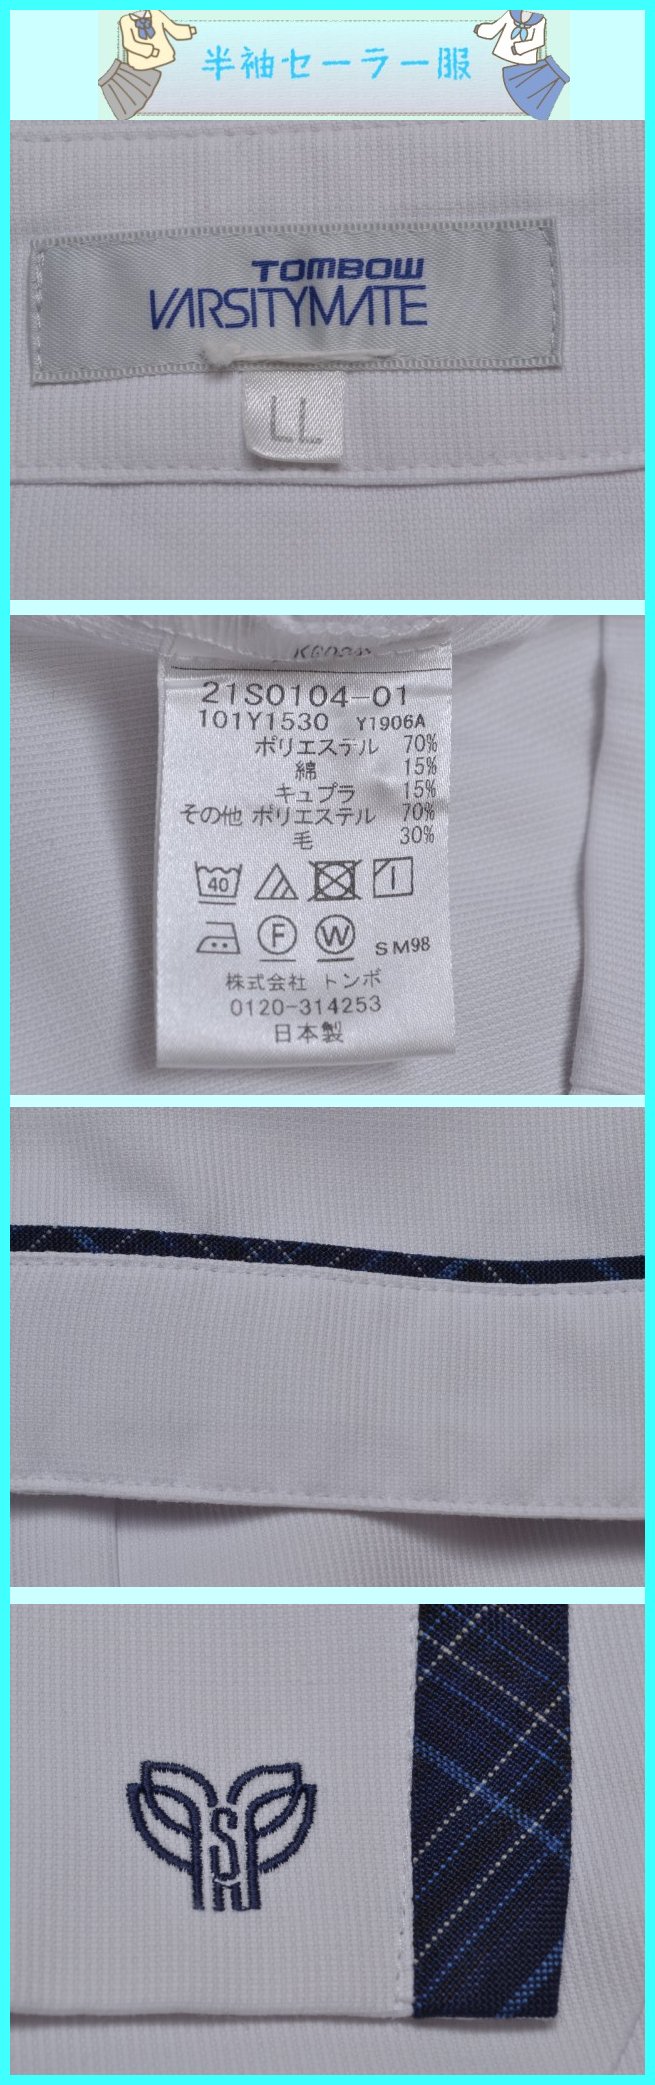 半袖セーラー服
TOMBOW
VARSITYMATE
LL
21S0104-01
101Y1530 Y1906A
ポリエステル 70%
綿 15%
キュプラ 15%
その他 ポリエステル 70%
毛 30%
40
F W SM98
株式会社 トンボ
0120-314253
日本製